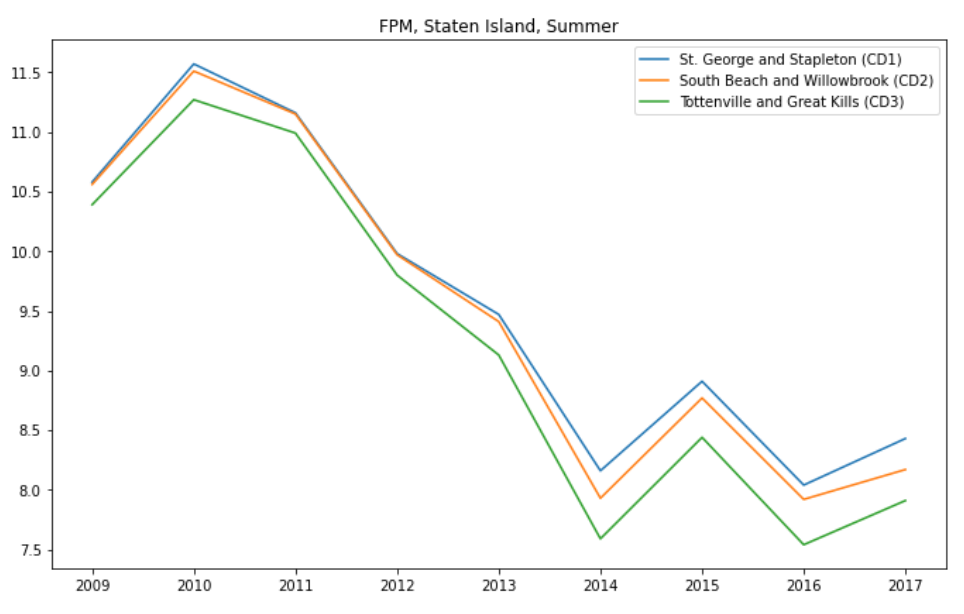 FPM, Staten Island, Summer
St. George and Stapleton (CD1)
South Beach and Willowbrook (CD2)
Tottenville and Great Kills (CD3)
11.5
11.0
10.5
10.0
9.5
9.0
8.5
8.0
7.5
2009 2010 2011 2012 2013 2014 2015 2016 2017